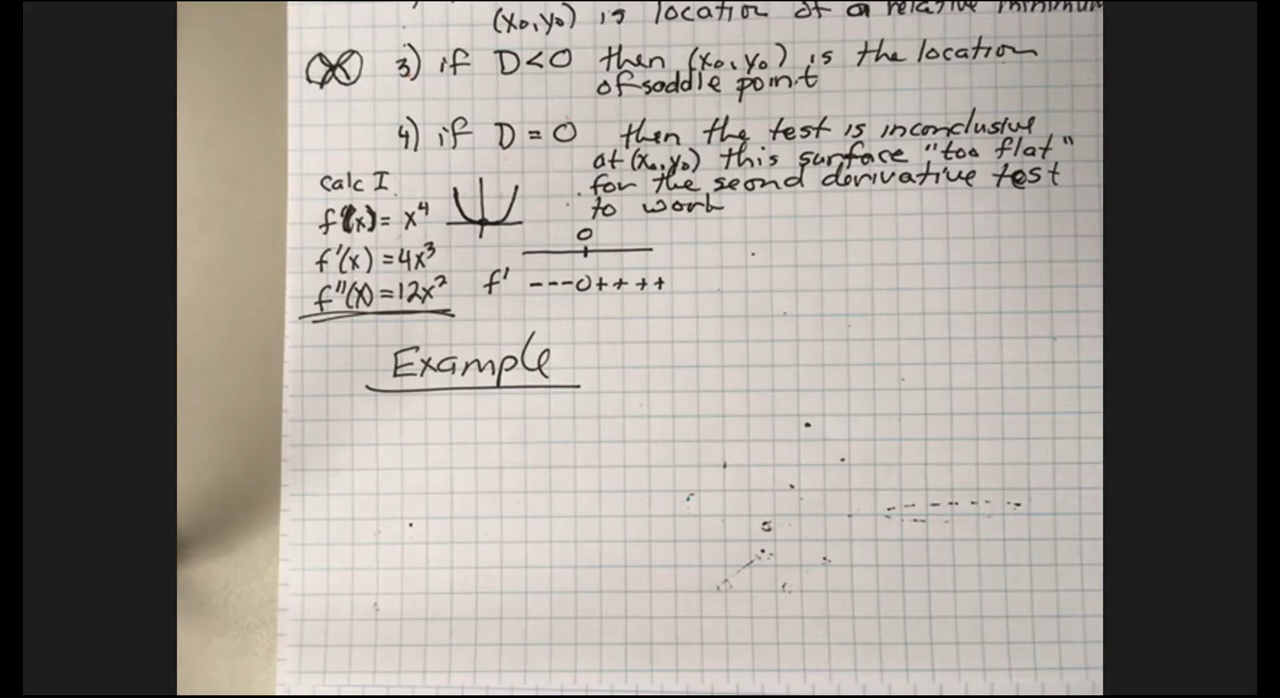 (x₀,y₀) is location of a relative minimum
3) if D<0 then (x₀,y₀) is the location
of saddle point
4) if D = 0 then the test is inconclusive
at (x₀,y₀) this surface "too flat"
for the seond derivative test
to work
Calc I
f(x) = x⁴
f'(x) = 4x³
f''(x) = 12x²
0
f' ---0++++
Example